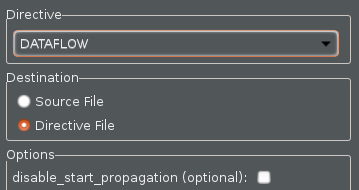 Directive
DATAFLOW
Destination
Source File
Directive File
Options
disable_start_propagation (optional):